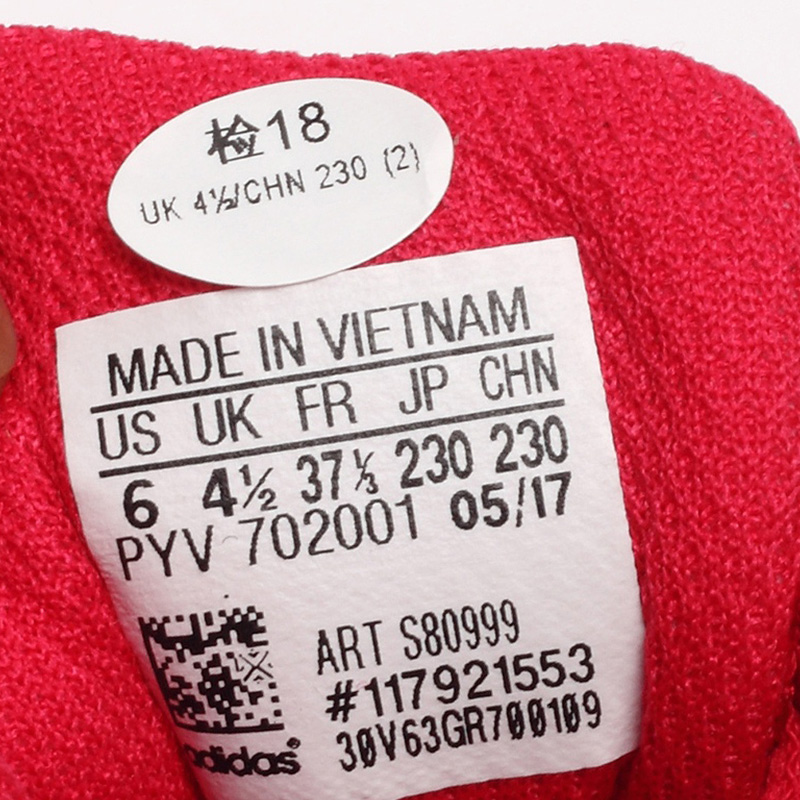 检18
UK 4½/CHN 230 (2)
MADE IN VIETNAM
US UK FR JP CHN
6 4½ 37⅓ 230 230
PYV 702001 05/17
ART S80999
#117921553
30V63GR700109
adidas®